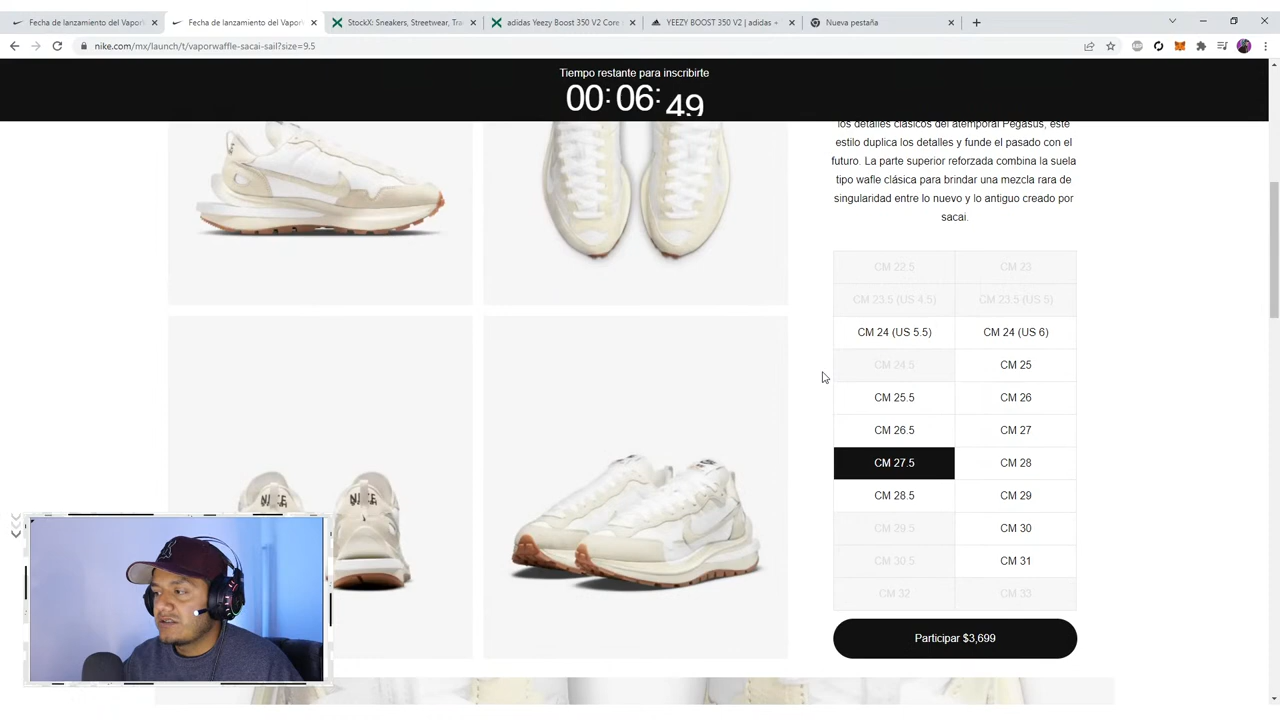 Fecha de lanzamiento del Vapor
Fecha de lanzamiento del Vapor
StockX: Sneakers, Streetwear, Tra
adidas Yeezy Boost 350 V2 Core
YEEZY BOOST 350 V2 | adidas
Nueva pestaña
nike.com/mx/launch/t/vaporwaffle-sacai-sail?size=9.5
Tiempo restante para inscribirte
00:06:49
los detalles clásicos del atemporal Pegasus, este
estilo duplica los detalles y funde el pasado con el
futuro. La parte superior reforzada combina la suela
tipo wafle clásica para brindar una mezcla rara de
singularidad entre lo nuevo y lo antiguo creado por
sacai.
CM 22.5 CM 23
CM 23.5 (US 4.5) CM 23.5 (US 5)
CM 24 (US 5.5) CM 24 (US 6)
CM 24.5 CM 25
CM 25.5 CM 26
CM 26.5 CM 27
CM 27.5 CM 28
CM 28.5 CM 29
CM 29.5 CM 30
CM 30.5 CM 31
CM 32 CM 33
Participar $3,699
NIKE